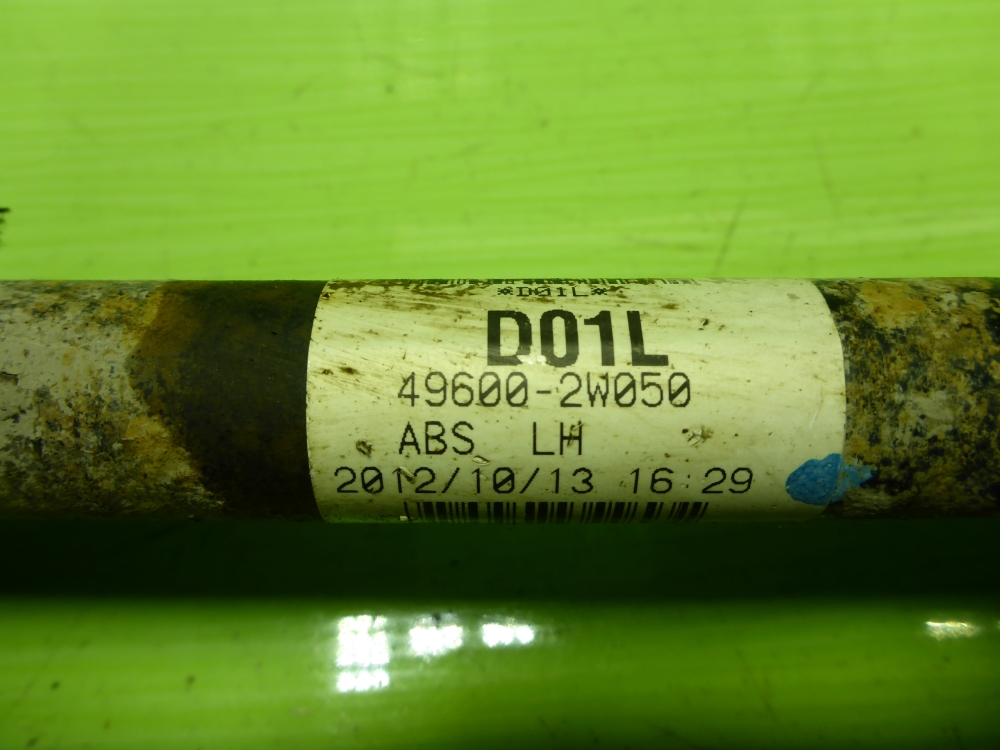 *D01L*
D01L
49600-2W050
ABS LH
2012/10/13 16:29